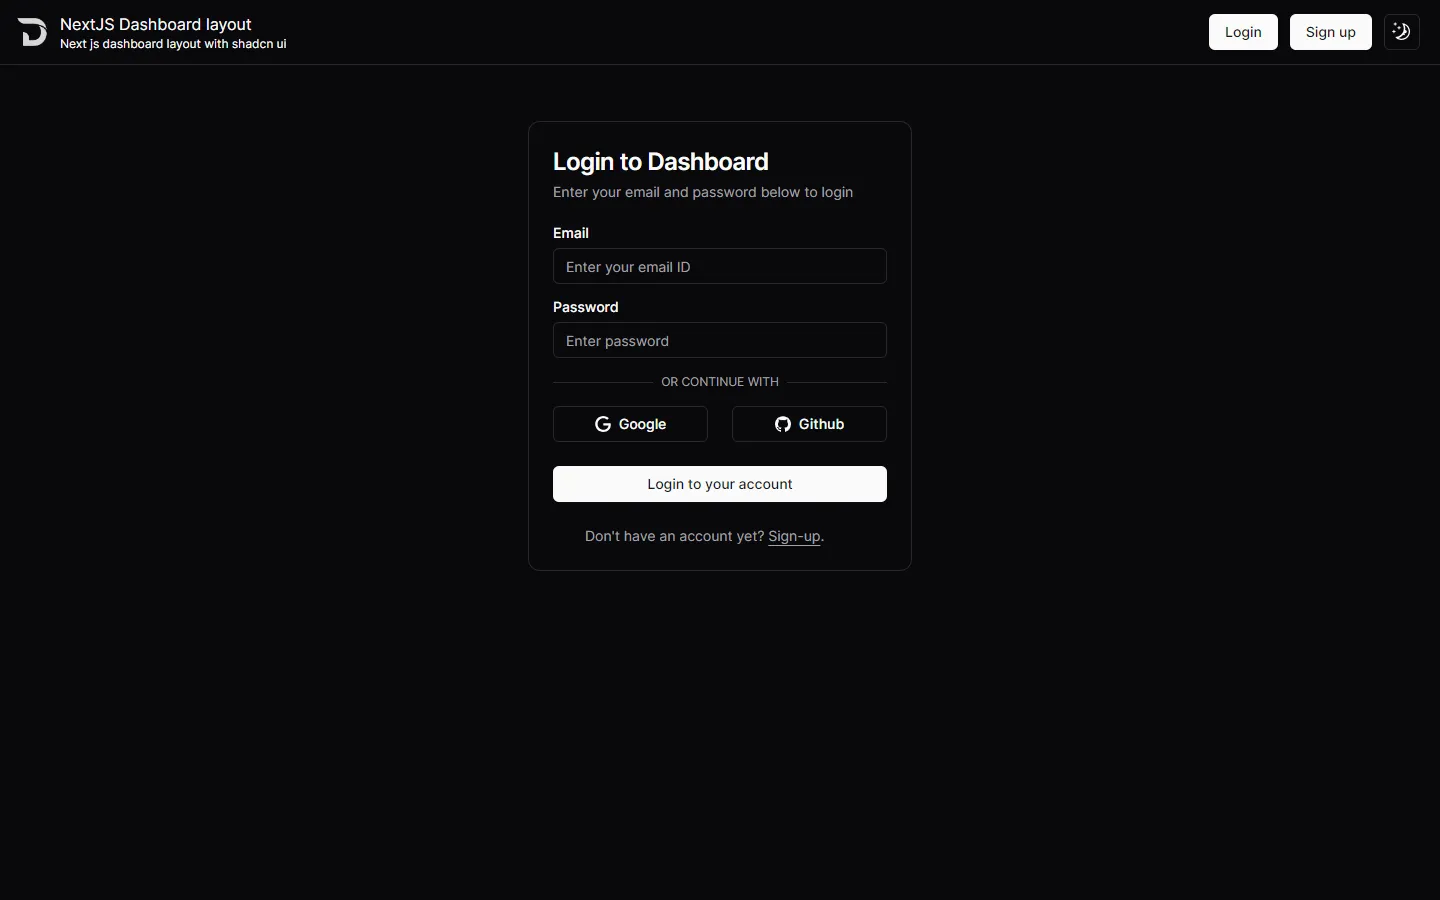 NextJS Dashboard layout
Next js dashboard layout with shadcn ui
Login
Sign up
Login to Dashboard
Enter your email and password below to login
Email
Enter your email ID
Password
Enter password
OR CONTINUE WITH
Google
Github
Login to your account
Don't have an account yet? Sign-up.